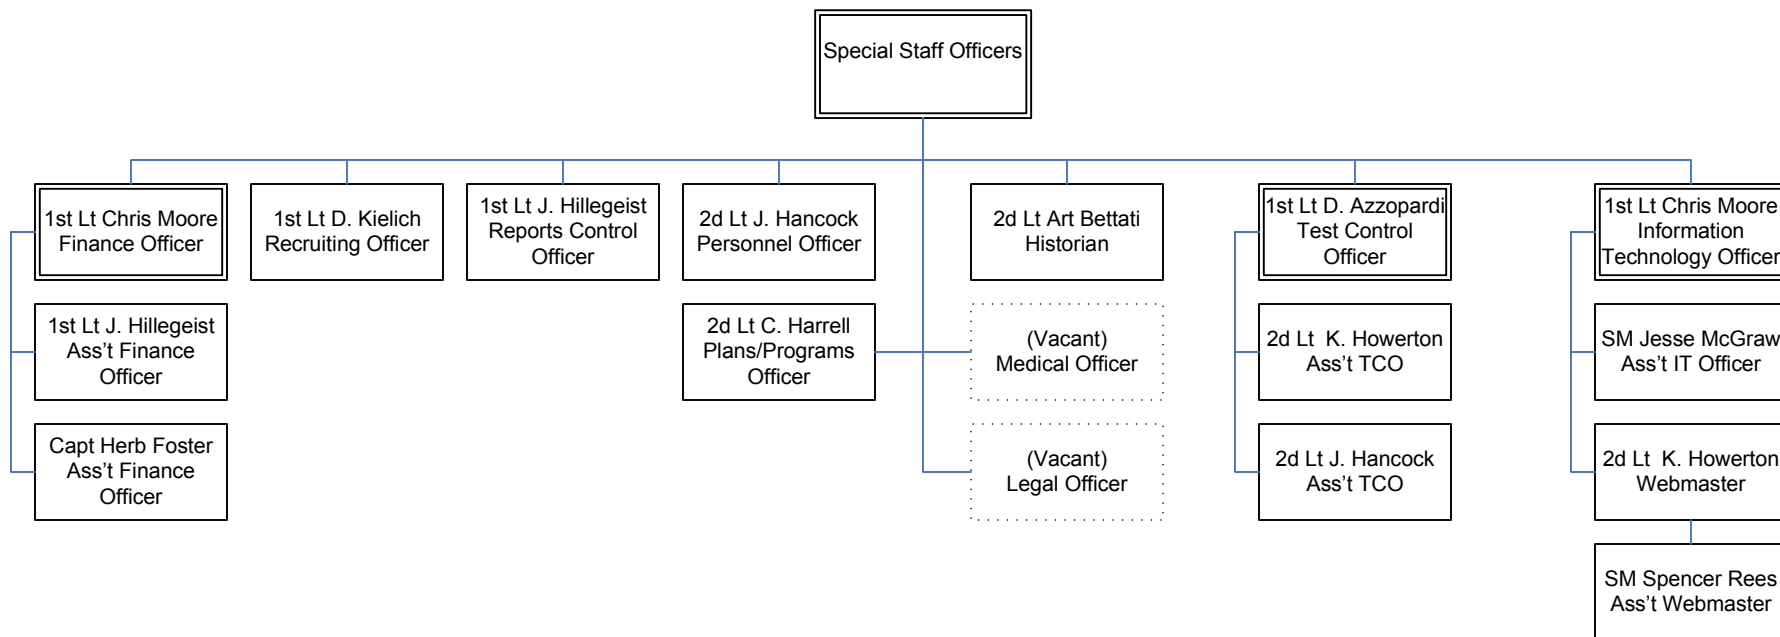 Special Staff Officers
1st Lt Chris Moore
Finance Officer
1st Lt D. Kielich
Recruiting Officer
1st Lt J. Hillegeist
Reports Control
Officer
2d Lt J. Hancock
Personnel Officer
2d Lt Art Bettati
Historian
1st Lt D. Azzopardi
Test Control
Officer
1st Lt Chris Moore
Information
Technology Officer
1st Lt J. Hillegeist
Ass't Finance
Officer
2d Lt C. Harrell
Plans/Programs
Officer
(Vacant)
Medical Officer
2d Lt  K. Howerton
Ass't TCO
SM Jesse McGraw
Ass't IT Officer
Capt Herb Foster
Ass't Finance
Officer
(Vacant)
Legal Officer
2d Lt J. Hancock
Ass't TCO
2d Lt  K. Howerton
Webmaster
SM Spencer Rees
Ass't Webmaster